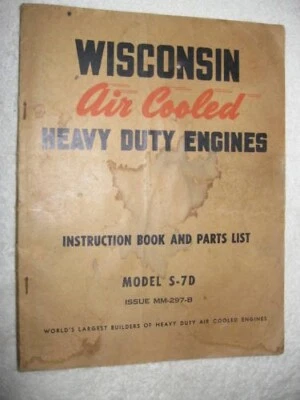 WISCONSIN
Air Cooled
HEAVY DUTY ENGINES
INSTRUCTION BOOK AND PARTS LIST
MODEL S-7D
ISSUE MM-297-B
WORLD'S LARGEST BUILDERS OF HEAVY DUTY AIR COOLED ENGINES